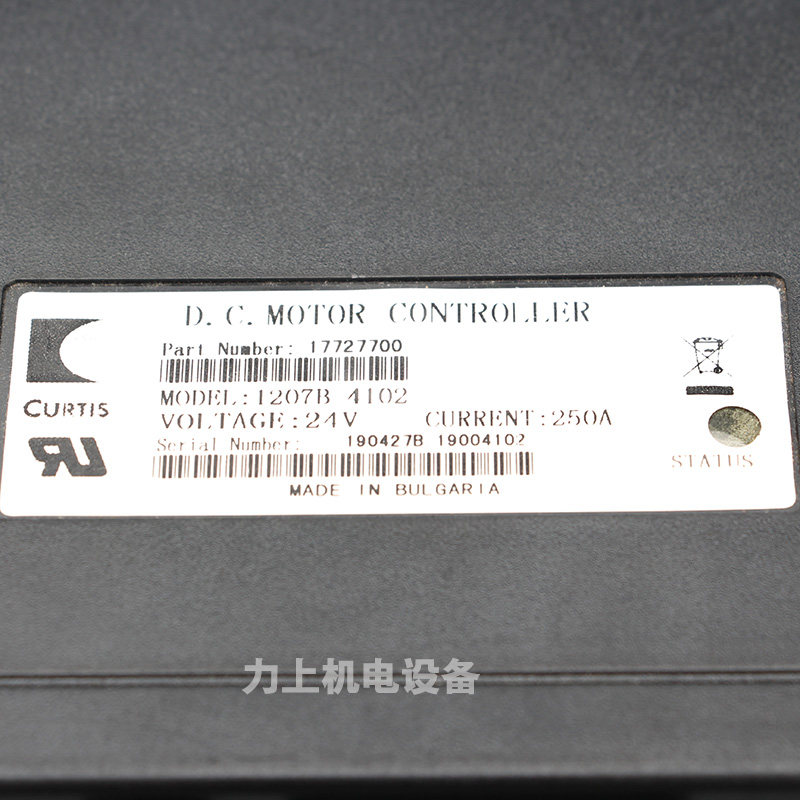 D. C. MOTOR CONTROLLER
Part Number: 17727700
MODEL:1207B 4102
VOLTAGE:24V CURRENT:250A
Serial Number: 190427B 19004102
MADE IN BULGARIA
CURTIS
STATUS
力上机电设备